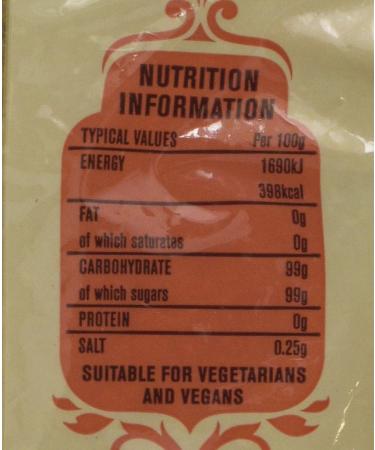 NUTRITION
INFORMATION
TYPICAL VALUES Per 100g
ENERGY 1690kJ
398kcal
FAT 0g
of which saturates 0g
CARBOHYDRATE 99g
of which sugars 99g
PROTEIN 0g
SALT 0.25g
SUITABLE FOR VEGETARIANS
AND VEGANS